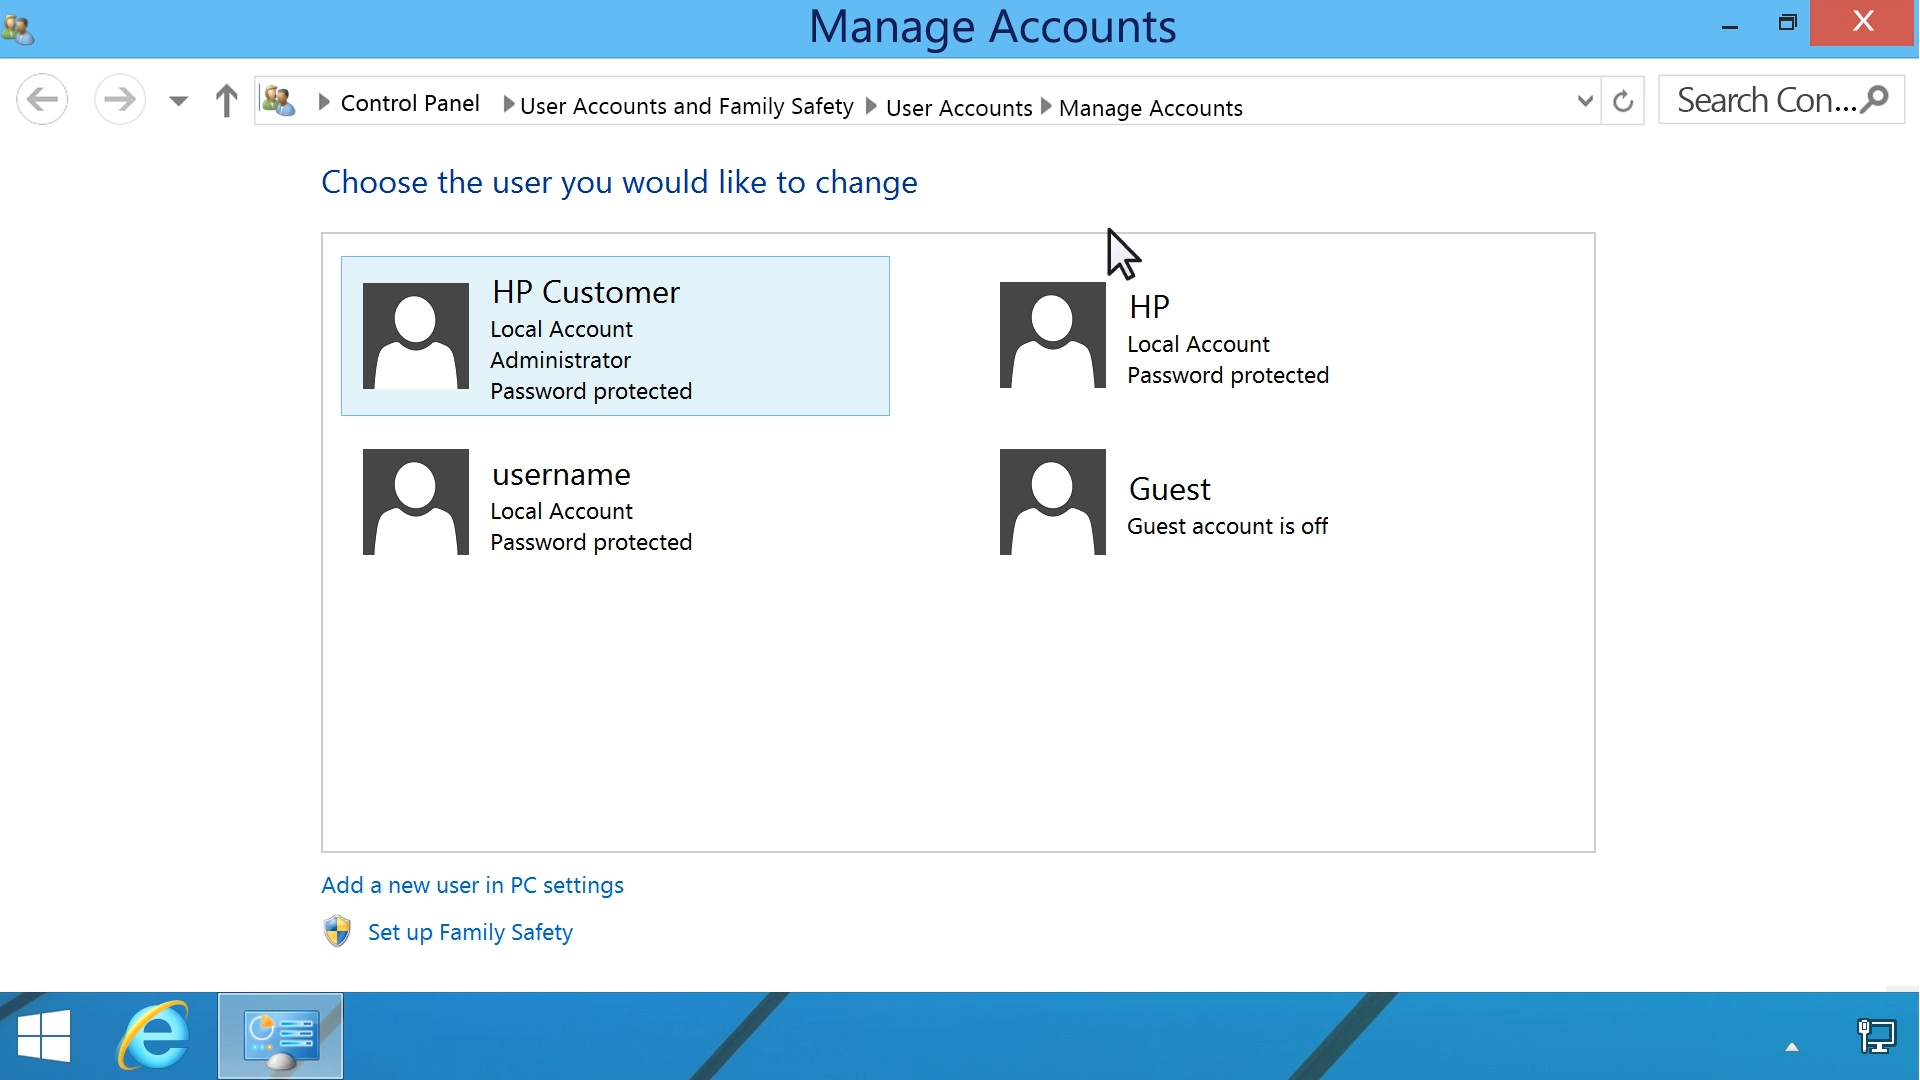 Manage Accounts
Control Panel User Accounts and Family Safety User Accounts Manage Accounts
Search Con...
Choose the user you would like to change
HP Customer
Local Account
Administrator
Password protected
HP
Local Account
Password protected
username
Local Account
Password protected
Guest
Guest account is off
Add a new user in PC settings
Set up Family Safety